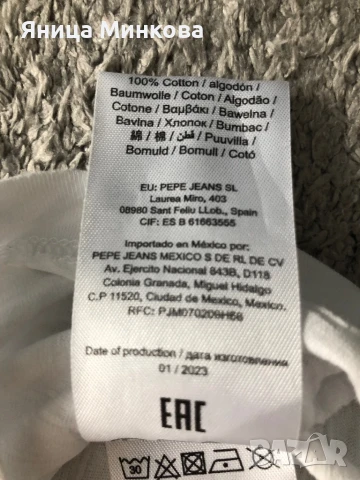 Яница Минкова
100% Cotton / algodón /
Baumwolle / Coton / Algodão /
Cotone / Βαμβάκι / Bawełna /
Bavlna / Хлопок / Bumbac /
綿 / 棉 / قطن / Puuvilla /
Bomuld / Bomull / Cotó
EU: PEPE JEANS SL
Laurea Miro, 403
08980 Sant Feliu LLob., Spain
CIF: ES B 61663555
Importado en México por:
PEPE JEANS MEXICO S DE RL DE CV
Av. Ejercito Nacional 843B, D118
Colonia Granada, Miguel Hidalgo
C.P 11520, Ciudad de Mexico, Mexico
RFC: PJM070209H68
Date of production / дата изготовления
01 / 2023
EAC
30
BAZAR